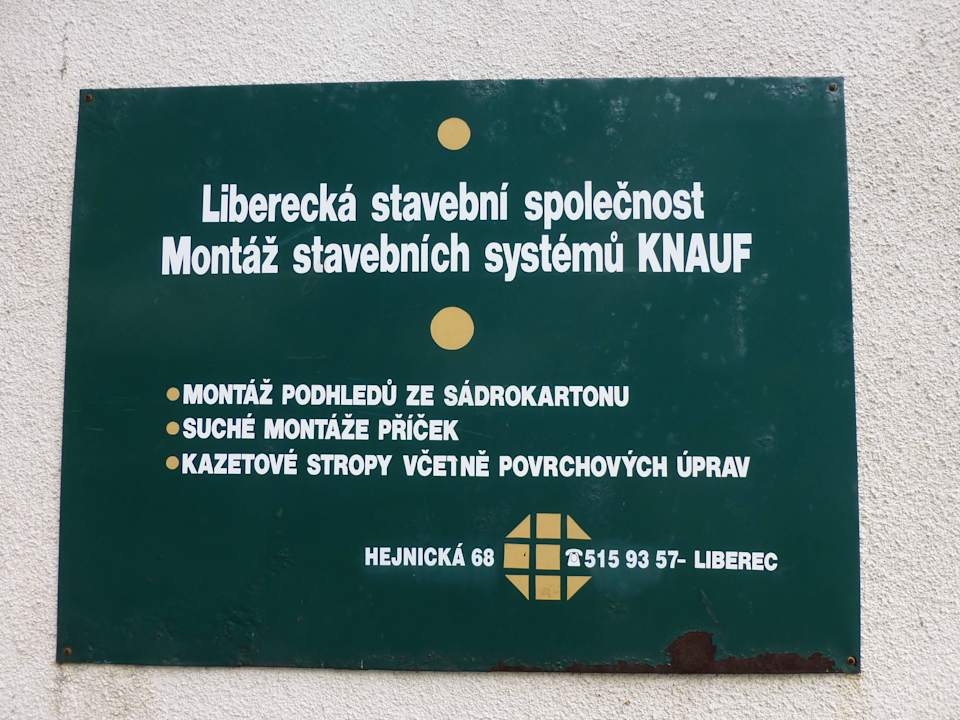 Liberecká stavební společnost
Montáž stavebních systémů KNAUF
MONTÁŽ PODHLEDŮ ZE SÁDROKARTONU
SUCHÉ MONTÁŽE PŘÍČEK
KAZETOVÉ STROPY VČETNĚ POVRCHOVÝCH ÚPRAV
HEJNICKÁ 68 ☎515 93 57- LIBEREC